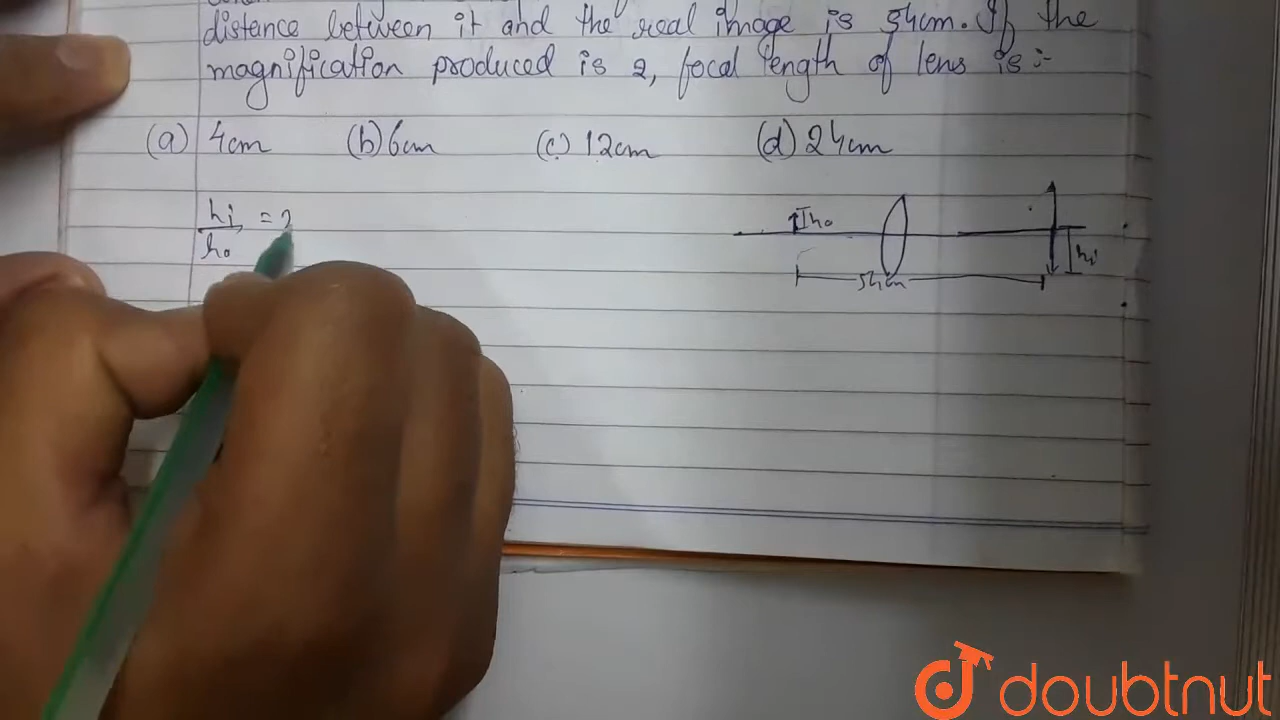 distance between it and the real image is 54cm. If the
magnification produced is 2, focal length of lens is :-
(a) 4cm (b) 6cm (c) 12cm (d) 24cm
hi
ho
= 2
ho
hi
54cm
doubtnut